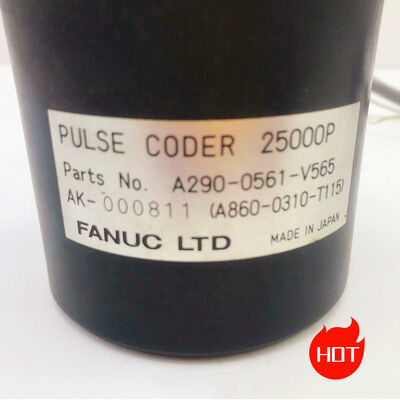 PULSE CODER 25000P
Parts No. A290-0561-V565
AK-000811 (A860-0310-T115)
FANUC LTD MADE IN JAPAN
HOT